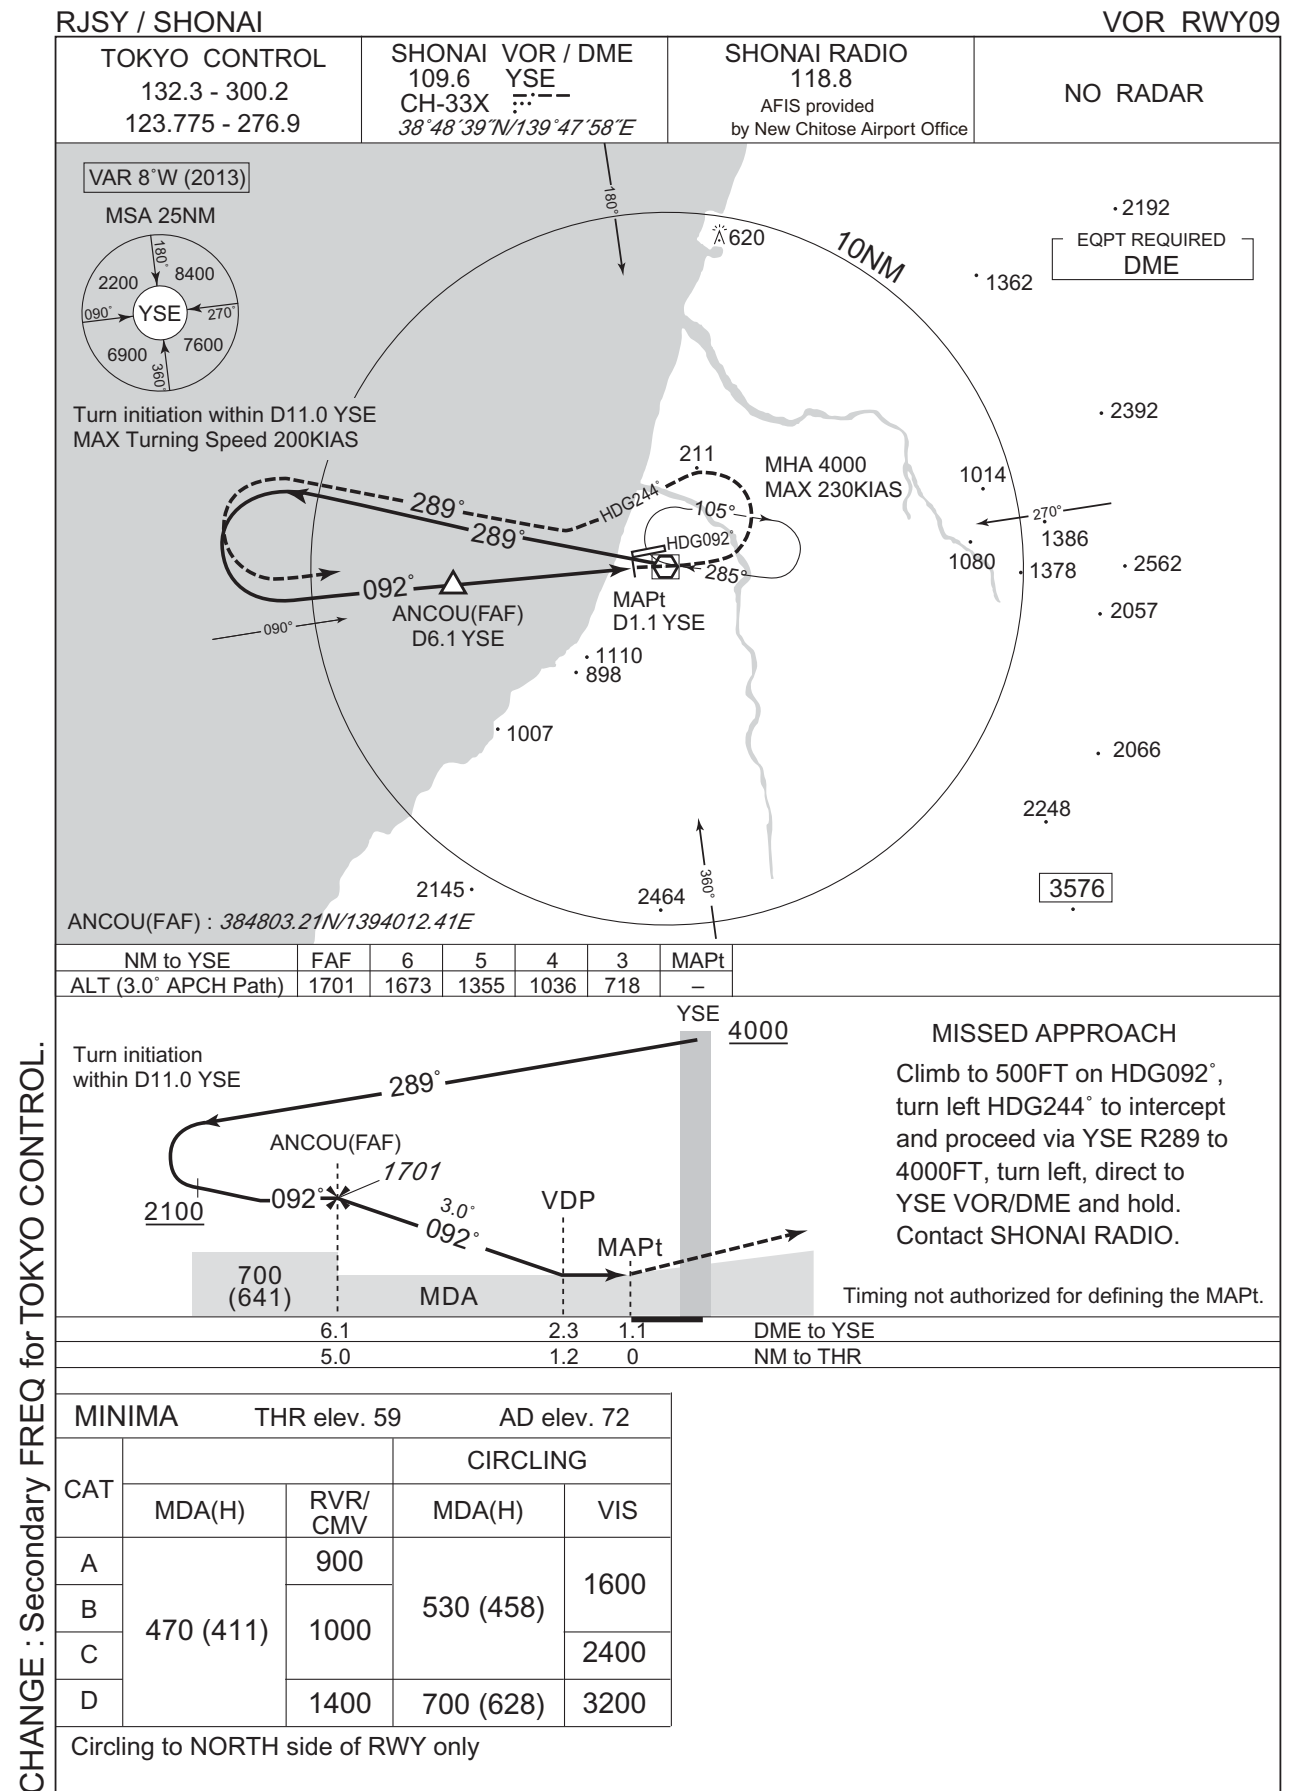 RJSY / SHONAI
VOR RWY09
TOKYO CONTROL
132.3 - 300.2
123.775 - 276.9
SHONAI VOR / DME
109.6 YSE
CH-33X
38°48´39˝N/139°47´58˝E
SHONAI RADIO
118.8
AFIS provided
by New Chitose Airport Office
NO RADAR
VAR 8°W (2013)
MSA 25NM
180°
2200
8400
090°
YSE
270°
6900
7600
360°
Turn initiation within D11.0 YSE
MAX Turning Speed 200KIAS
180°
620
10NM
2192
EQPT REQUIRED
DME
1362
2392
211
MHA 4000
MAX 230KIAS
1014
289°
HDG244°
105°
270°
289°
HDG092°
1386
1080
1378
2562
285°
092°
ANCOU(FAF)
D6.1 YSE
MAPt
D1.1 YSE
2057
090°
1110
898
1007
2066
2248
360°
2145
2464
3576
ANCOU(FAF) : 384803.21N/1394012.41E
NM to YSE FAF 6 5 4 3 MAPt
ALT (3.0° APCH Path) 1701 1673 1355 1036 718 –
Turn initiation
within D11.0 YSE
YSE
4000
289°
ANCOU(FAF)
1701
2100
092°
3.0°
092°
VDP
MAPt
700
(641)
MDA
MISSED APPROACH
Climb to 500FT on HDG092°,
turn left HDG244° to intercept
and proceed via YSE R289 to
4000FT, turn left, direct to
YSE VOR/DME and hold.
Contact SHONAI RADIO.
Timing not authorized for defining the MAPt.
6.1 2.3 1.1 DME to YSE
5.0 1.2 0 NM to THR
MINIMA THR elev. 59 AD elev. 72
CAT
CIRCLING
MDA(H)
RVR/
CMV
MDA(H)
VIS
A
900
1600
B
470 (411)
1000
530 (458)
C
2400
D
1400
700 (628)
3200
Circling to NORTH side of RWY only
CHANGE : Secondary FREQ for TOKYO CONTROL.